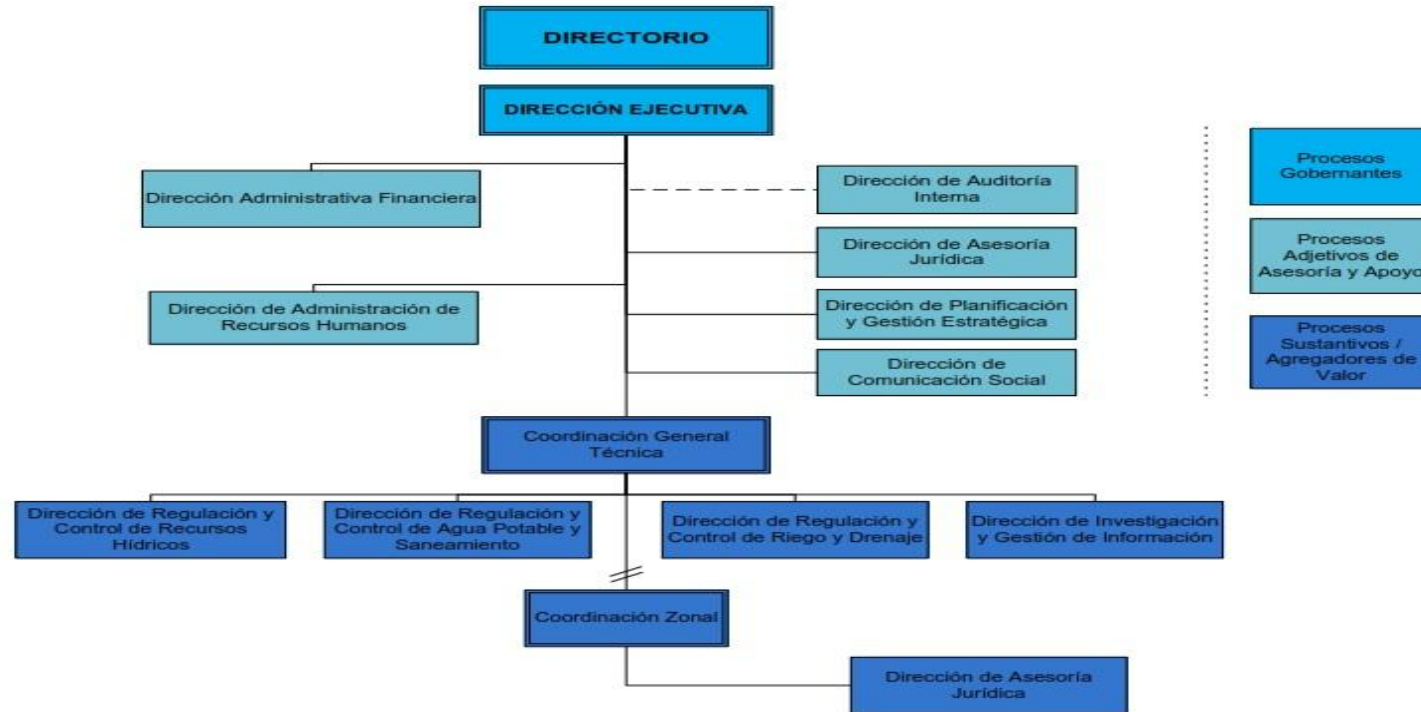 DIRECTORIO
DIRECCIÓN EJECUTIVA
Dirección Administrativa Financiera
Dirección de Auditoría
Interna
Dirección de Asesoría
Jurídica
Dirección de Administración de
Recursos Humanos
Dirección de Planificación
y Gestión Estratégica
Dirección de
Comunicación Social
Procesos
Gobernantes
Procesos
Adjetivos de
Asesoría y Apoyo
Procesos
Sustantivos /
Agregadores de
Valor
Coordinación General
Técnica
Dirección de Regulación y
Control de Recursos
Hídricos
Dirección de Regulación y
Control de Agua Potable y
Saneamiento
Dirección de Regulación y
Control de Riego y Drenaje
Dirección de Investigación
y Gestión de Información
Coordinación Zonal
Dirección de Asesoría
Jurídica